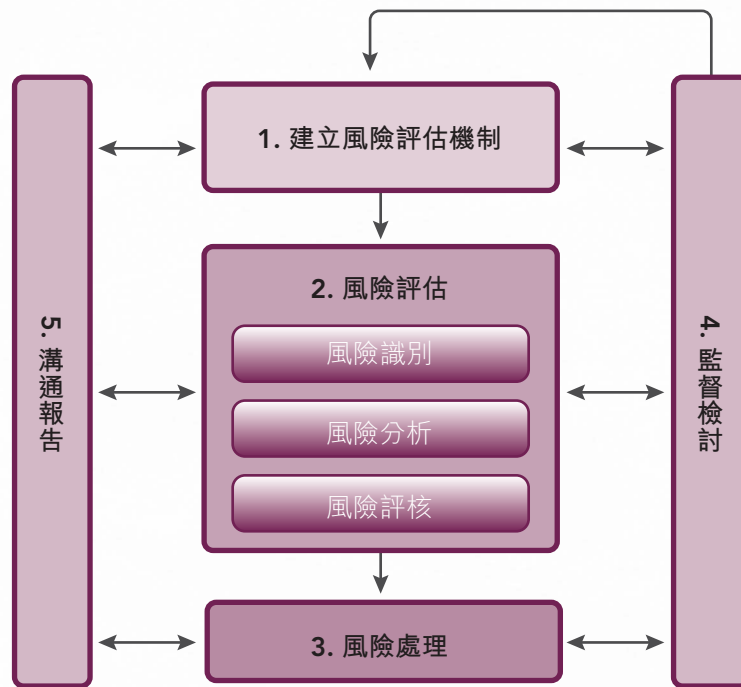 1. 建立風險評估機制
2. 風險評估
風險識別
風險分析
風險評核
3. 風險處理
4. 監督檢討
5. 溝通報告